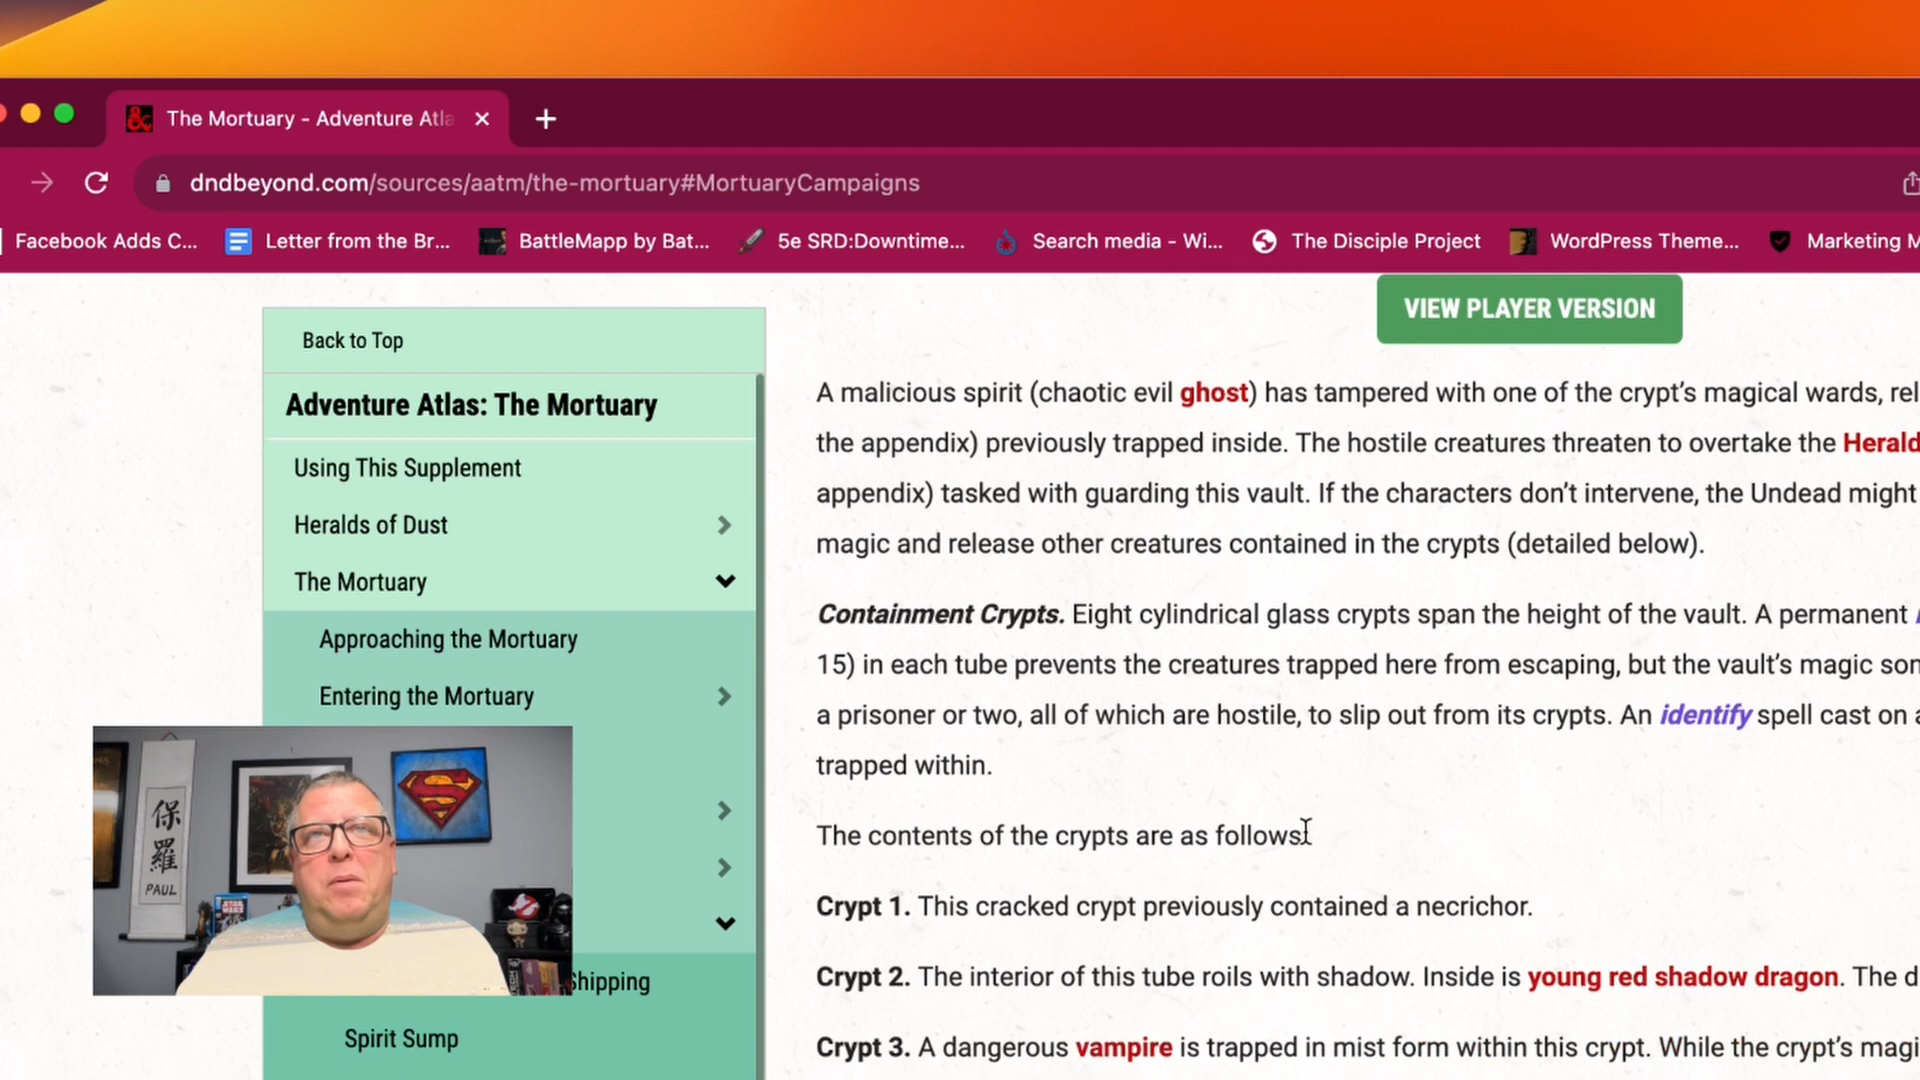 The Mortuary - Adventure Atla
dndbeyond.com/sources/aatm/the-mortuary#MortuaryCampaigns
Facebook Adds C...
Letter from the Br...
BattleMapp by Bat...
5e SRD:Downtime...
Search media - Wi...
The Disciple Project
WordPress Theme...
Marketing M
VIEW PLAYER VERSION
Back to Top
Adventure Atlas: The Mortuary
Using This Supplement
Heralds of Dust
The Mortuary
Approaching the Mortuary
Entering the Mortuary
Shipping
Spirit Sump
A malicious spirit (chaotic evil ghost) has tampered with one of the crypt's magical wards, rel
the appendix) previously trapped inside. The hostile creatures threaten to overtake the Herald
appendix) tasked with guarding this vault. If the characters don't intervene, the Undead might
magic and release other creatures contained in the crypts (detailed below).
Containment Crypts. Eight cylindrical glass crypts span the height of the vault. A permanent
15) in each tube prevents the creatures trapped here from escaping, but the vault's magic som
a prisoner or two, all of which are hostile, to slip out from its crypts. An identify spell cast on a
trapped within.
The contents of the crypts are as follows:
Crypt 1. This cracked crypt previously contained a necrichor.
Crypt 2. The interior of this tube roils with shadow. Inside is young red shadow dragon. The d
Crypt 3. A dangerous vampire is trapped in mist form within this crypt. While the crypt's magi
保
羅
PAUL
STAR
WARS